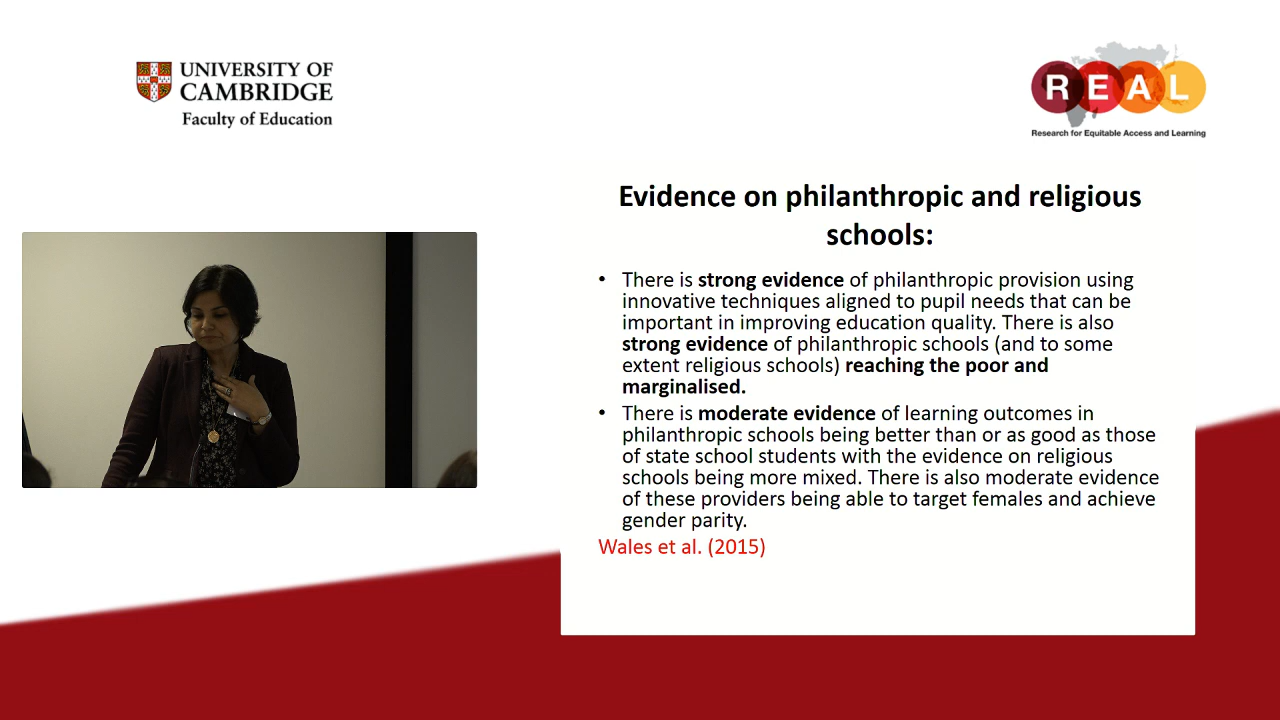 UNIVERSITY OF
CAMBRIDGE
Faculty of Education
REAL
Research for Equitable Access and Learning
Evidence on philanthropic and religious
schools:
• There is strong evidence of philanthropic provision using
innovative techniques aligned to pupil needs that can be
important in improving education quality. There is also
strong evidence of philanthropic schools (and to some
extent religious schools) reaching the poor and
marginalised.
• There is moderate evidence of learning outcomes in
philanthropic schools being better than or as good as those
of state school students with the evidence on religious
schools being more mixed. There is also moderate evidence
of these providers being able to target females and achieve
gender parity.
Wales et al. (2015)